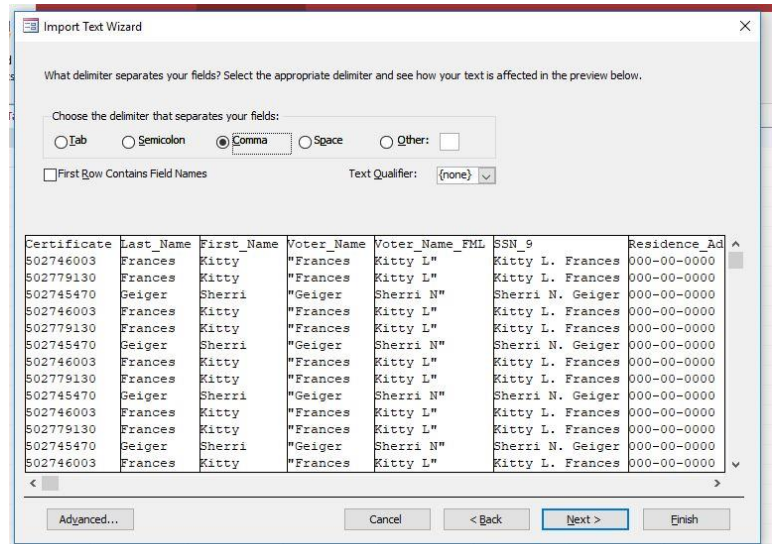 Import Text Wizard
What delimiter separates your fields? Select the appropriate delimiter and see how your text is affected in the preview below.
Choose the delimiter that separates your fields:
Tab Semicolon Comma Space Other:
First Row Contains Field Names Text Qualifier: {none}
Certificate Last_Name First_Name Voter_Name Voter_Name_FML SSN_9 Residence_Ad
502746003 Frances Kitty "Frances Kitty L" Kitty L. Frances 000-00-0000
502779130 Frances Kitty "Frances Kitty L" Kitty L. Frances 000-00-0000
502745470 Geiger Sherri "Geiger Sherri N" Sherri N. Geiger 000-00-0000
502746003 Frances Kitty "Frances Kitty L" Kitty L. Frances 000-00-0000
502779130 Frances Kitty "Frances Kitty L" Kitty L. Frances 000-00-0000
502745470 Geiger Sherri "Geiger Sherri N" Sherri N. Geiger 000-00-0000
502746003 Frances Kitty "Frances Kitty L" Kitty L. Frances 000-00-0000
502779130 Frances Kitty "Frances Kitty L" Kitty L. Frances 000-00-0000
502745470 Geiger Sherri "Geiger Sherri N" Sherri N. Geiger 000-00-0000
502746003 Frances Kitty "Frances Kitty L" Kitty L. Frances 000-00-0000
502779130 Frances Kitty "Frances Kitty L" Kitty L. Frances 000-00-0000
502745470 Geiger Sherri "Geiger Sherri N" Sherri N. Geiger 000-00-0000
502746003 Frances Kitty "Frances Kitty L" Kitty L. Frances 000-00-0000
Advanced... Cancel < Back Next > Finish